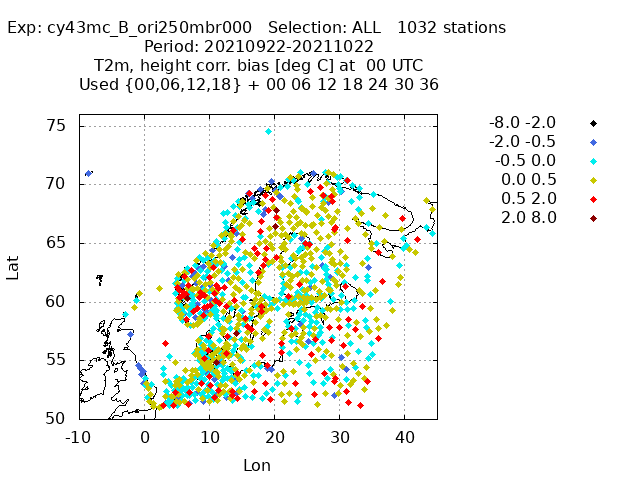 Exp: cy43mc_B_ori250mbr000   Selection: ALL   1032 stations
Period: 20210922-20211022
T2m, height corr. bias [deg C] at  00 UTC
Used {00,06,12,18} + 00 06 12 18 24 30 36
-8.0 -2.0
-2.0 -0.5
-0.5 0.0
0.0 0.5
0.5 2.0
2.0 8.0
75
70
65
60
55
50
Lat
-10 0 10 20 30 40
Lon